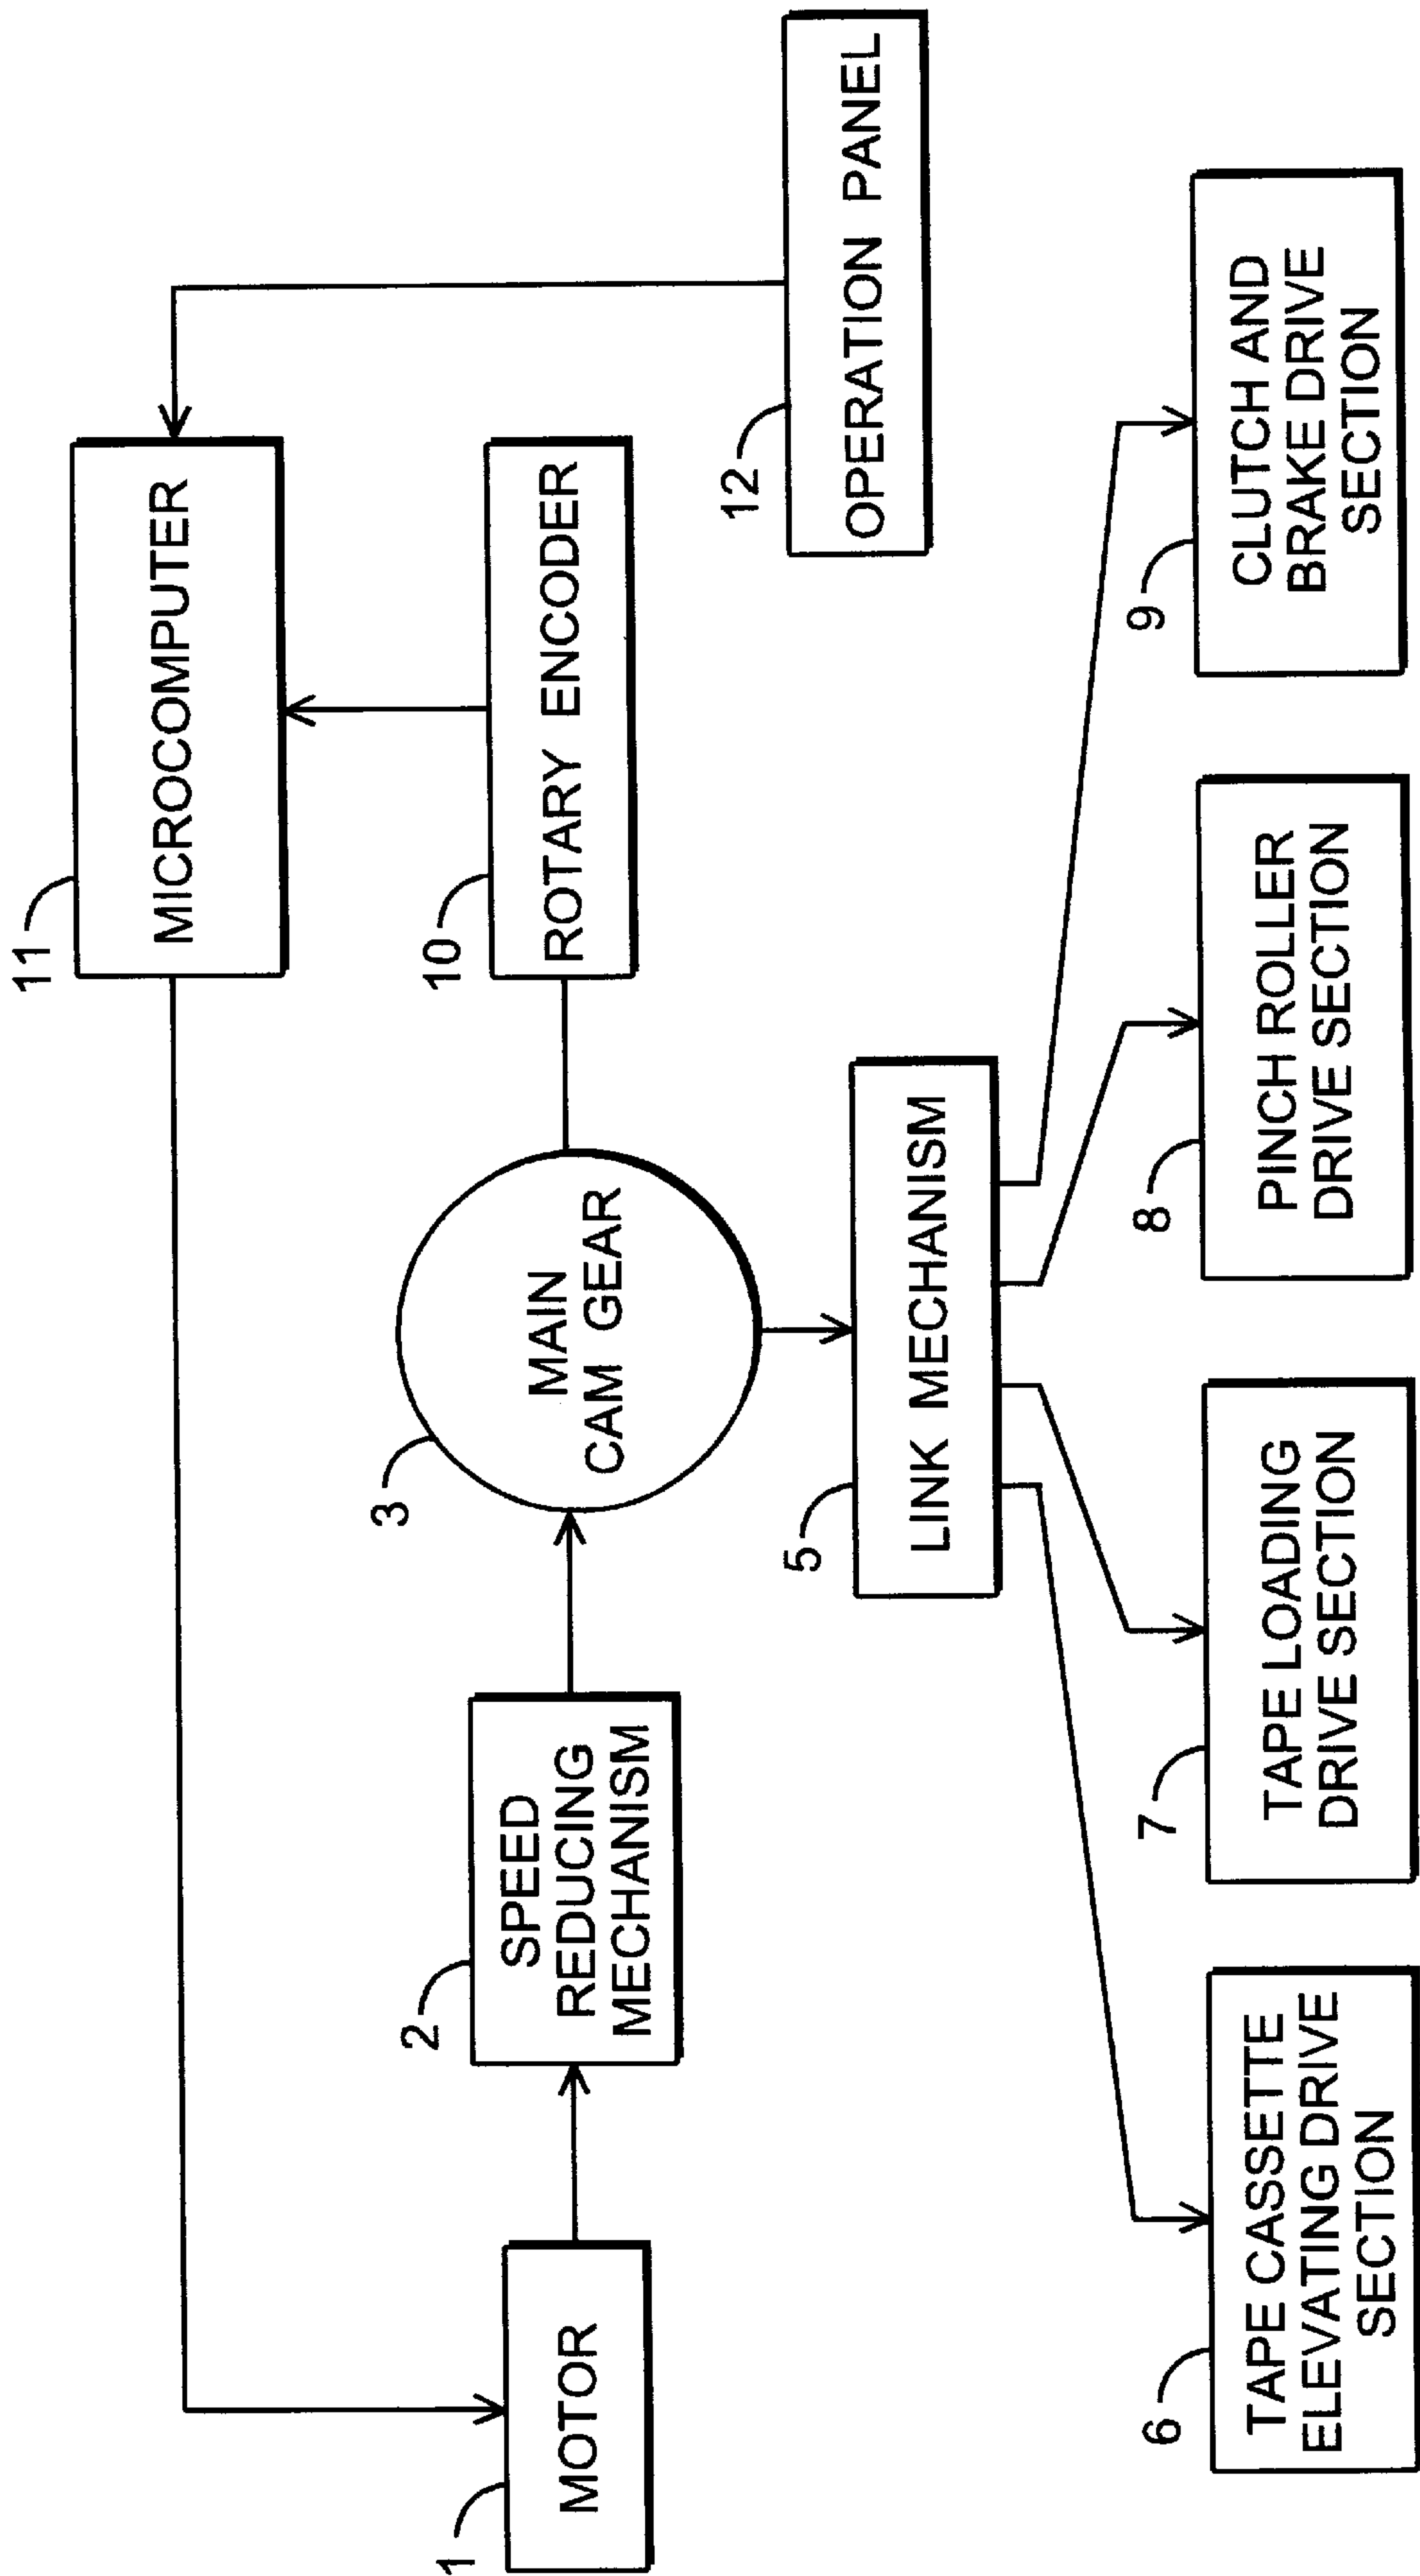 11
MICROCOMPUTER
1
MOTOR
2
SPEED
REDUCING
MECHANISM
3
MAIN
CAM GEAR
10
ROTARY ENCODER
12
OPERATION PANEL
5
LINK MECHANISM
6
TAPE CASSETTE
ELEVATING DRIVE
SECTION
7
TAPE LOADING
DRIVE SECTION
8
PINCH ROLLER
DRIVE SECTION
9
CLUTCH AND
BRAKE DRIVE
SECTION